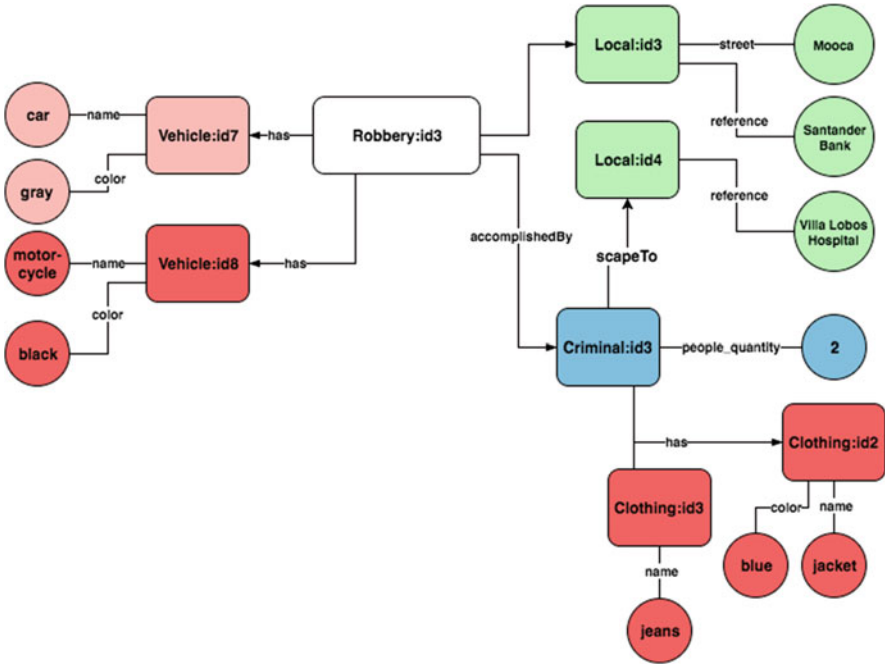 Local:id3
street
Mooca
car
name
Vehicle:id7
has
Robbery:id3
reference
Santander
Bank
color
gray
Local:id4
reference
Villa Lobos
Hospital
motor-
cycle
name
Vehicle:id8
has
accomplishedBy
scapeTo
color
black
Criminal:id3
people_quantity
2
has
Clothing:id2
Clothing:id3
color
name
blue
jacket
name
jeans